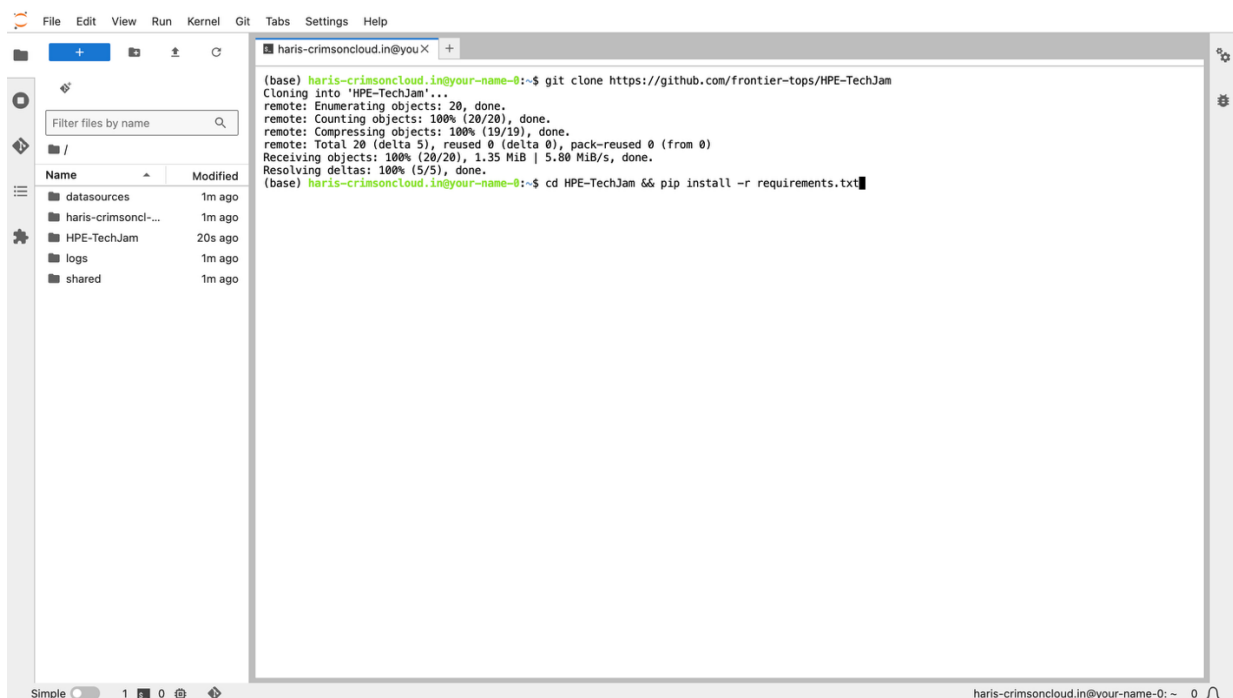 File Edit View Run Kernel Git Tabs Settings Help
+
haris-crimsoncloud.in@you × +
Filter files by name
/
Name Modified
datasources 1m ago
haris-crimsoncl-... 1m ago
HPE-TechJam 20s ago
logs 1m ago
shared 1m ago
(base) haris-crimsoncloud.in@your-name-0:~$ git clone https://github.com/frontier-tops/HPE-TechJam
Cloning into 'HPE-TechJam'...
remote: Enumerating objects: 20, done.
remote: Counting objects: 100% (20/20), done.
remote: Compressing objects: 100% (19/19), done.
remote: Total 20 (delta 5), reused 0 (delta 0), pack-reused 0 (from 0)
Receiving objects: 100% (20/20), 1.35 MiB | 5.80 MiB/s, done.
Resolving deltas: 100% (5/5), done.
(base) haris-crimsoncloud.in@your-name-0:~$ cd HPE-TechJam && pip install -r requirements.txt
Simple 1 0 haris-crimsoncloud.in@your-name-0: ~ 0